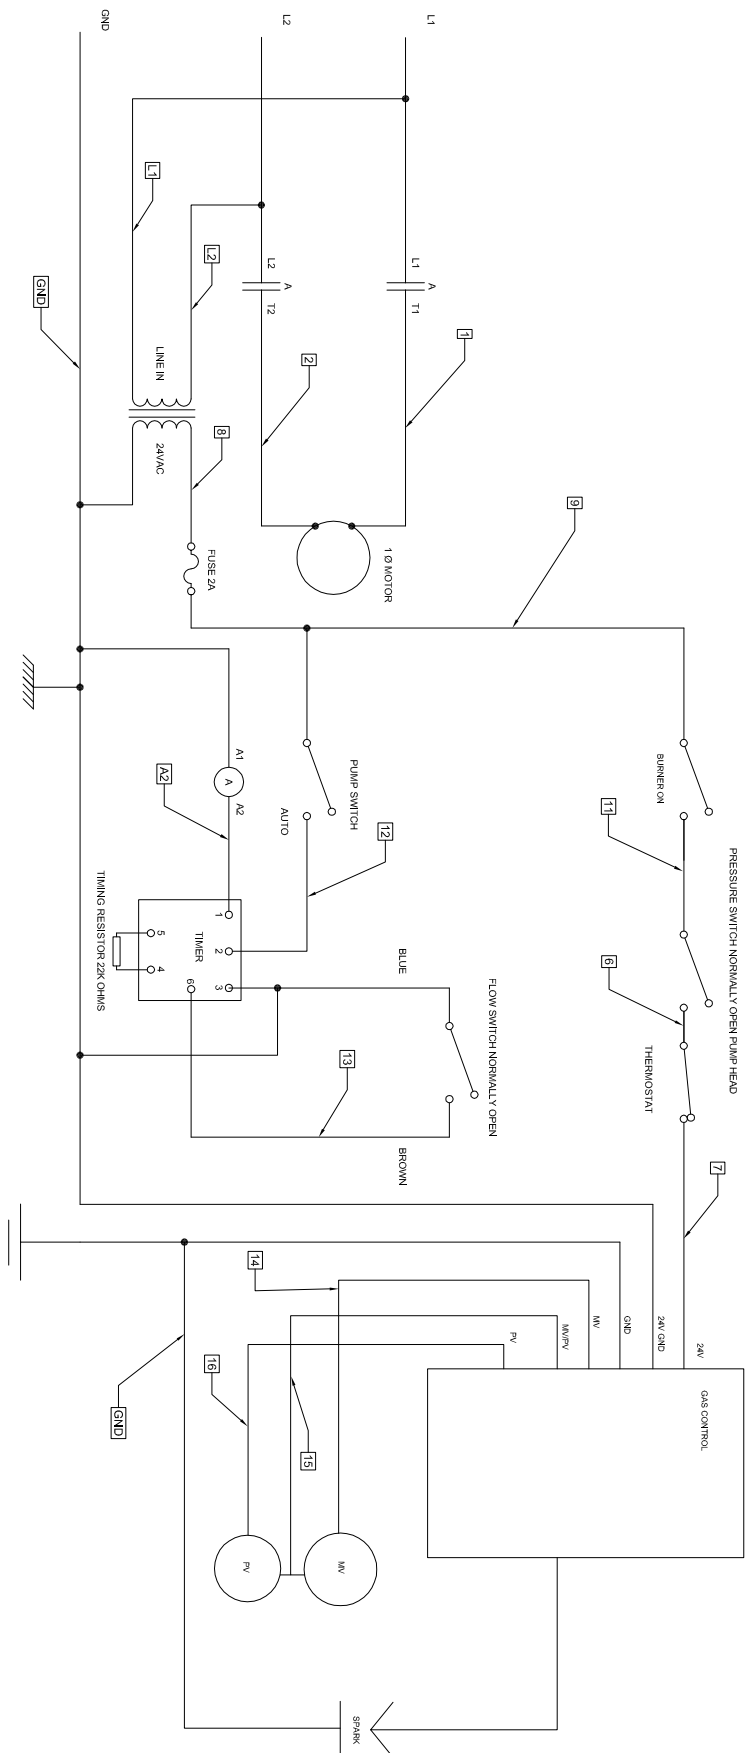 L1
L2
GND
L1
A
T1
L2
A
T2
L1
L2
GND
1
2
LINE IN
24VAC
8
FUSE 2A
1 Ø MOTOR
9
BURNER ON
11
PRESSURE SWITCH NORMALLY OPEN PUMP HEAD
6
THERMOSTAT
7
PUMP SWITCH
AUTO
12
A1
A
A2
A2
TIMER
1
2
3
5
4
6
TIMING RESISTOR 22K OHMS
BLUE
FLOW SWITCH NORMALLY OPEN
BROWN
13
24V
24V GND
GND
MV
MV/PV
PV
GAS CONTROL
14
15
16
GND
MV
PV
SPARK